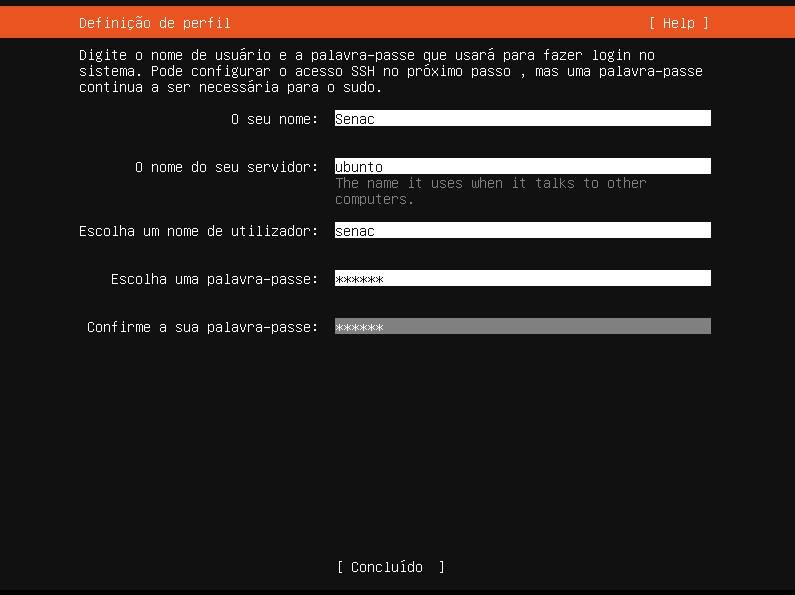 Definição de perfil [ Help ]
Digite o nome de usuário e a palavra-passe que usará para fazer login no
sistema. Pode configurar o acesso SSH no próximo passo , mas uma palavra-passe
continua a ser necessária para o sudo.
O seu nome: Senac
O nome do seu servidor: ubunto
The name it uses when it talks to other
computers.
Escolha um nome de utilizador: senac
Escolha uma palavra-passe: ******
Confirme a sua palavra-passe: ******
[ Concluído ]